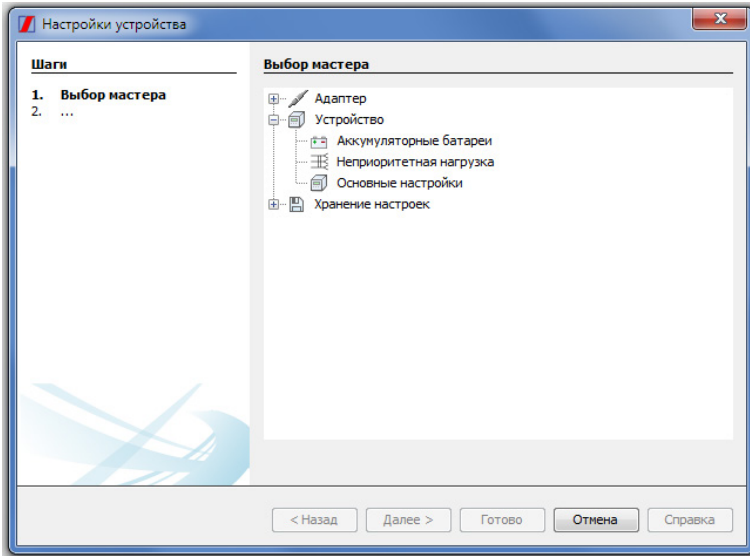 Настройки устройства
Шаги
1. Выбор мастера
2. ...
Выбор мастера
Адаптер
Устройство
Аккумуляторные батареи
Неприоритетная нагрузка
Основные настройки
Хранение настроек
< Назад Далее > Готово Отмена Справка